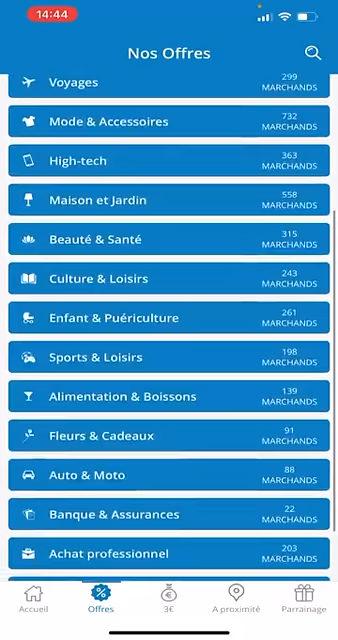 14:44
Nos Offres
Voyages
299
MARCHANDS
Mode & Accessoires
732
MARCHANDS
High-tech
363
MARCHANDS
Maison et Jardin
558
MARCHANDS
Beauté & Santé
315
MARCHANDS
Culture & Loisirs
243
MARCHANDS
Enfant & Puériculture
261
MARCHANDS
Sports & Loisirs
198
MARCHANDS
Alimentation & Boissons
139
MARCHANDS
Fleurs & Cadeaux
91
MARCHANDS
Auto & Moto
88
MARCHANDS
Banque & Assurances
22
MARCHANDS
Achat professionnel
203
MARCHANDS
Accueil
Offres
3€
A proximité
Parrainage